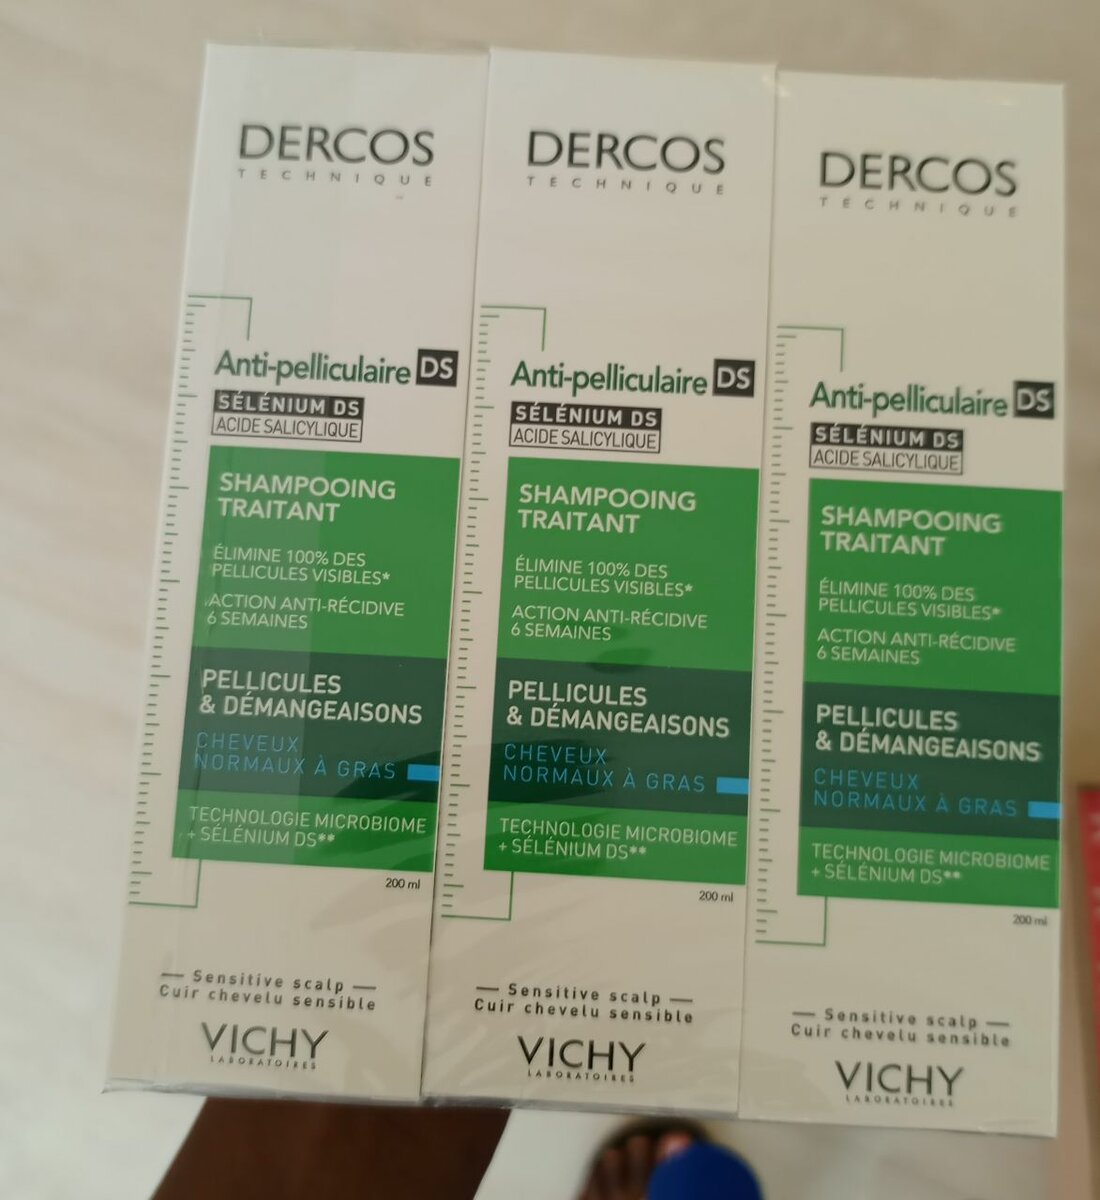 DERCOS
TECHNIQUE
Anti-pelliculaire DS
SÉLÉNIUM DS
ACIDE SALICYLIQUE
SHAMPOOING
TRAITANT
ÉLIMINE 100% DES
PELLICULES VISIBLES*
ACTION ANTI-RÉCIDIVE
6 SEMAINES
PELLICULES
& DÉMANGEAISONS
CHEVEUX
NORMAUX À GRAS
TECHNOLOGIE MICROBIOME
+ SÉLÉNIUM DS**
200 ml
Sensitive scalp
Cuir chevelu sensible
VICHY
LABORATOIRES
DERCOS
TECHNIQUE
Anti-pelliculaire DS
SÉLÉNIUM DS
ACIDE SALICYLIQUE
SHAMPOOING
TRAITANT
ÉLIMINE 100% DES
PELLICULES VISIBLES*
ACTION ANTI-RÉCIDIVE
6 SEMAINES
PELLICULES
& DÉMANGEAISONS
CHEVEUX
NORMAUX À GRAS
TECHNOLOGIE MICROBIOME
+ SÉLÉNIUM DS**
200 ml
Sensitive scalp
Cuir chevelu sensible
VICHY
LABORATOIRES
DERCOS
TECHNIQUE
Anti-pelliculaire DS
SÉLÉNIUM DS
ACIDE SALICYLIQUE
SHAMPOOING
TRAITANT
ÉLIMINE 100% DES
PELLICULES VISIBLES*
ACTION ANTI-RÉCIDIVE
6 SEMAINES
PELLICULES
& DÉMANGEAISONS
CHEVEUX
NORMAUX À GRAS
TECHNOLOGIE MICROBIOME
+ SÉLÉNIUM DS**
200 ml
Sensitive scalp
Cuir chevelu sensible
VICHY
LABORATOIRES